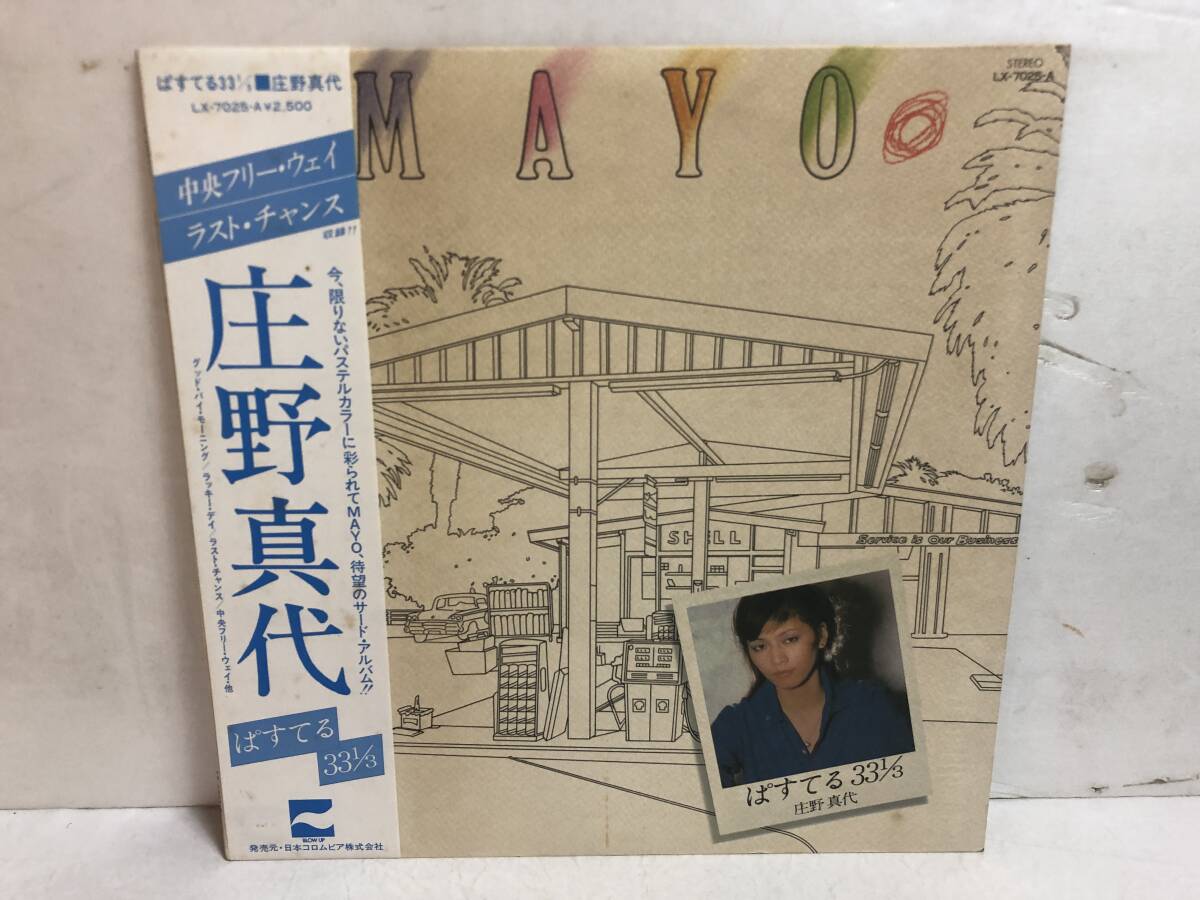 ぱすてる33⅓■庄野真代
LX-7025-A¥2,500
中央フリー・ウェイ
ラスト・チャンス
収録!!
今、限りないパステルカラーに彩られてMAYO、待望のサード・アルバム!!
庄野真代
グッド・バイ・モーニング/ラッキー・デイ/ラスト・チャンス/中央フリー・ウェイ・他
ぱすてる
33⅓
BLOW UP
発売元・日本コロムビア株式会社
MAYO
STEREO
LX-7025-A
SHELL
Service is Our Business
ぱすてる 33⅓
庄野 真代